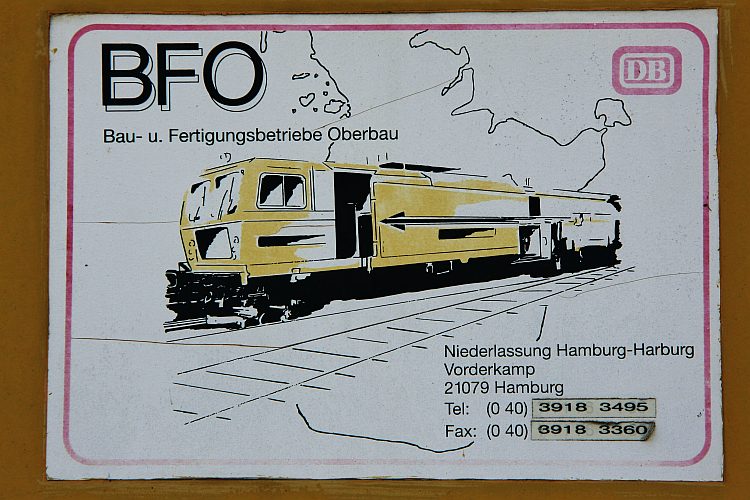 BFO
DB
Bau- u. Fertigungsbetriebe Oberbau
Niederlassung Hamburg-Harburg
Vorderkamp
21079 Hamburg
Tel: (0 40) 3918 3495
Fax: (0 40) 3918 3360